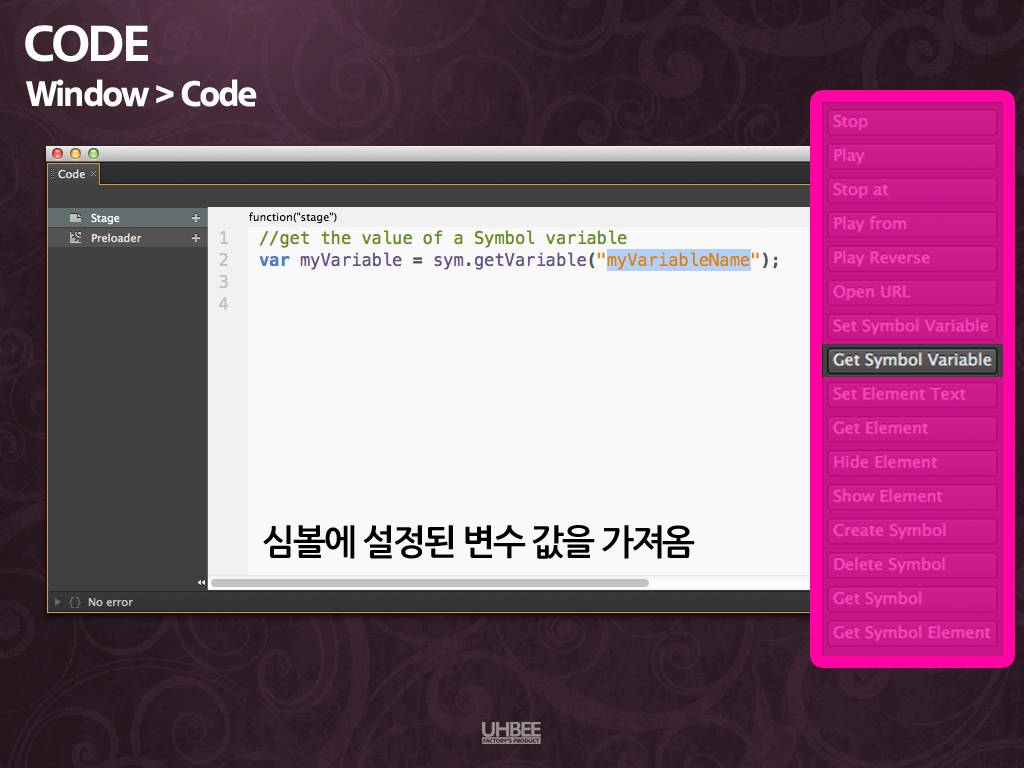 CODE
Window > Code
Code ×
Stage +
Preloader +
function("stage")
1 //get the value of a Symbol variable
2 var myVariable = sym.getVariable("myVariableName");
3
4
심볼에 설정된 변수 값을 가져옴
{} No error
Stop
Play
Stop at
Play from
Play Reverse
Open URL
Set Symbol Variable
Get Symbol Variable
Set Element Text
Get Element
Hide Element
Show Element
Create Symbol
Delete Symbol
Get Symbol
Get Symbol Element
UHBEE
FACTORY'S PRODUCT